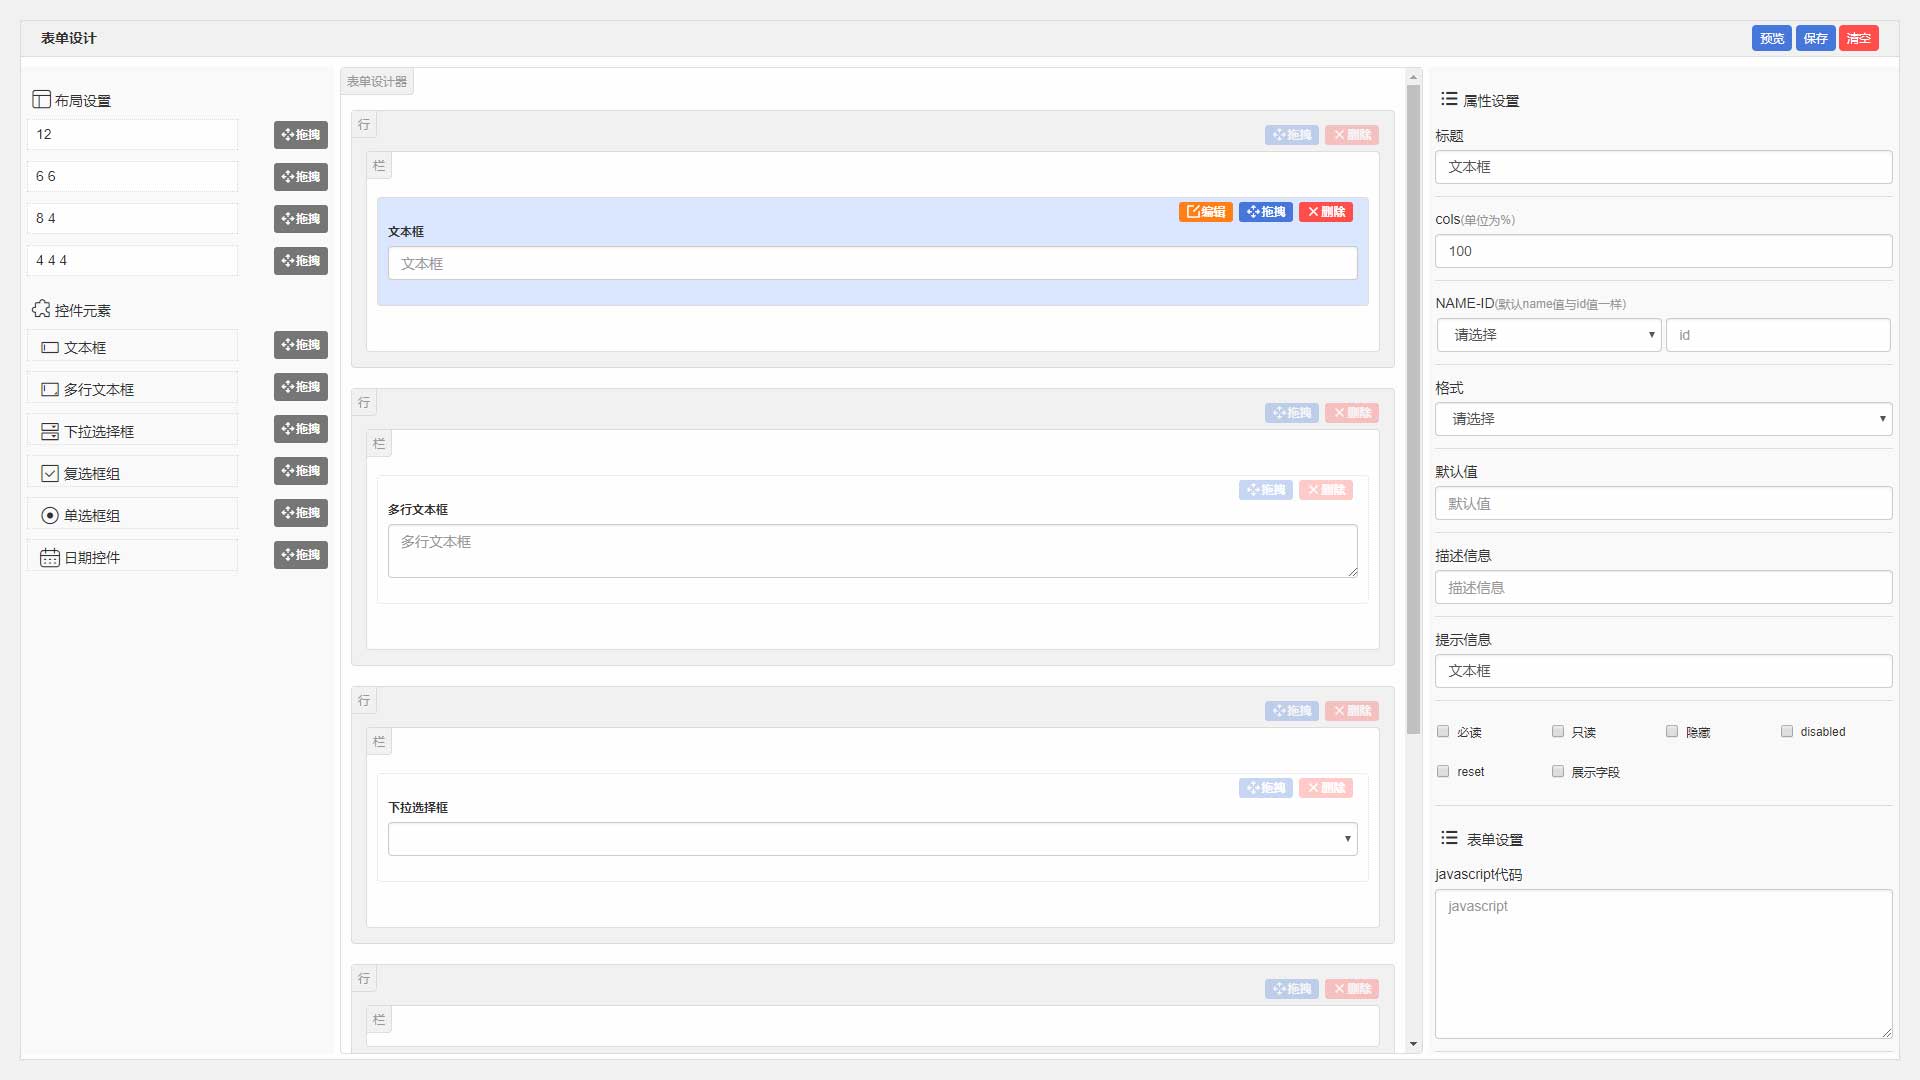 表单设计
预览 保存 清空
布局设置
12 拖拽
6 6 拖拽
8 4 拖拽
4 4 4 拖拽
控件元素
文本框 拖拽
多行文本框 拖拽
下拉选择框 拖拽
复选框组 拖拽
单选框组 拖拽
日期控件 拖拽
表单设计器
行
拖拽 删除
栏
编辑 拖拽 删除
文本框
文本框
行
拖拽 删除
栏
拖拽 删除
多行文本框
多行文本框
行
拖拽 删除
栏
拖拽 删除
下拉选择框
行
拖拽 删除
栏
属性设置
标题
文本框
cols(单位为%)
100
NAME-ID(默认name值与id值一样)
请选择 id
格式
请选择
默认值
默认值
描述信息
描述信息
提示信息
文本框
必读 只读 隐藏 disabled
reset 展示字段
表单设置
javascript代码
javascript